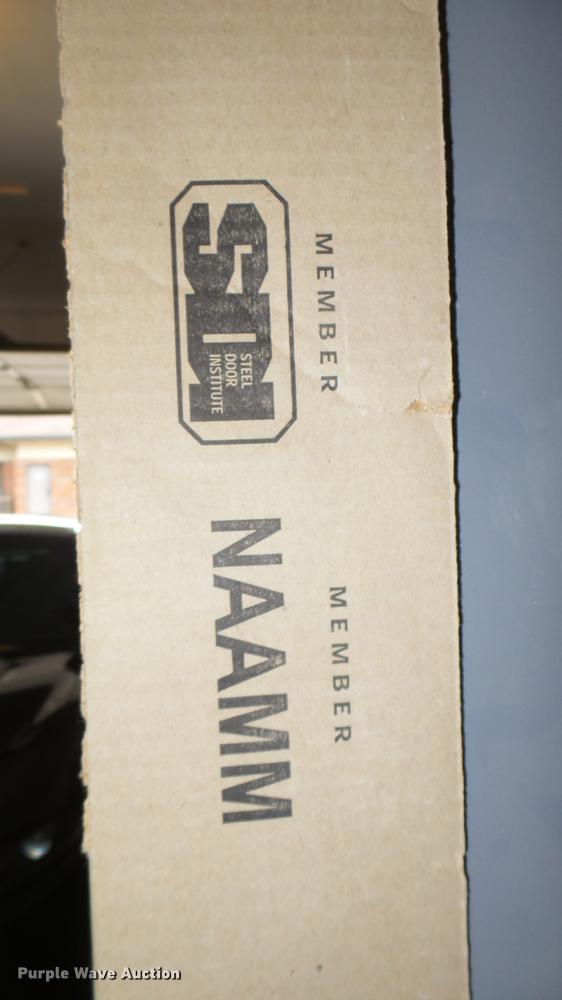 MEMBER
SDI
STEEL
DOOR
INSTITUTE
MEMBER
NAAMM
Purple Wave Auction